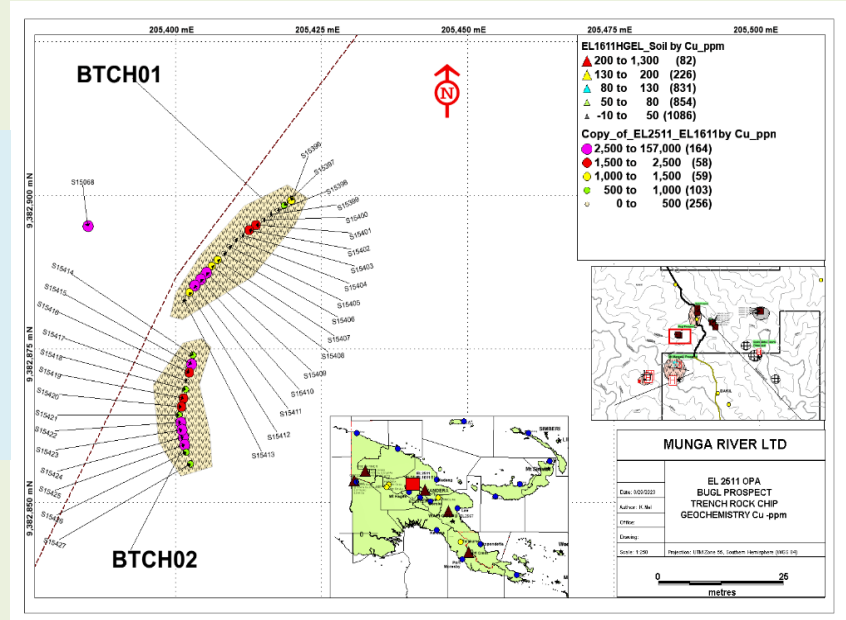 205,400 mE
205,425 mE
205,450 mE
205,475 mE
205,500 mE
BTCH01
N
EL1611HGEL_Soil by Cu_ppm
200 to 1,300 (82)
130 to 200 (226)
80 to 130 (831)
50 to 80 (854)
-10 to 50 (1086)
Copy_of_EL2511_EL1611by Cu_ppn
2,500 to 157,000 (164)
1,500 to 2,500 (58)
1,000 to 1,500 (59)
500 to 1,000 (103)
0 to 500 (256)
9,382,900 mN
9,382,875 mN
9,382,850 mN
S15068
S15396
S15397
S15398
S15399
S15400
S15401
S15402
S15403
S15404
S15405
S15406
S15407
S15408
S15409
S15410
S15411
S15412
S15413
S15414
S15415
S15416
S15417
S15418
S15419
S15420
S15421
S15422
S15423
S15424
S15425
S15426
S15427
BTCH02
SIMBERI
MUNGA RIVER LTD
EL 2511 OPA
BUGL PROSPECT
TRENCH ROCK CHIP
GEOCHEMISTRY Cu -ppm
Author:
Office:
Drawing:
Scale: 1:250
0 25
metres